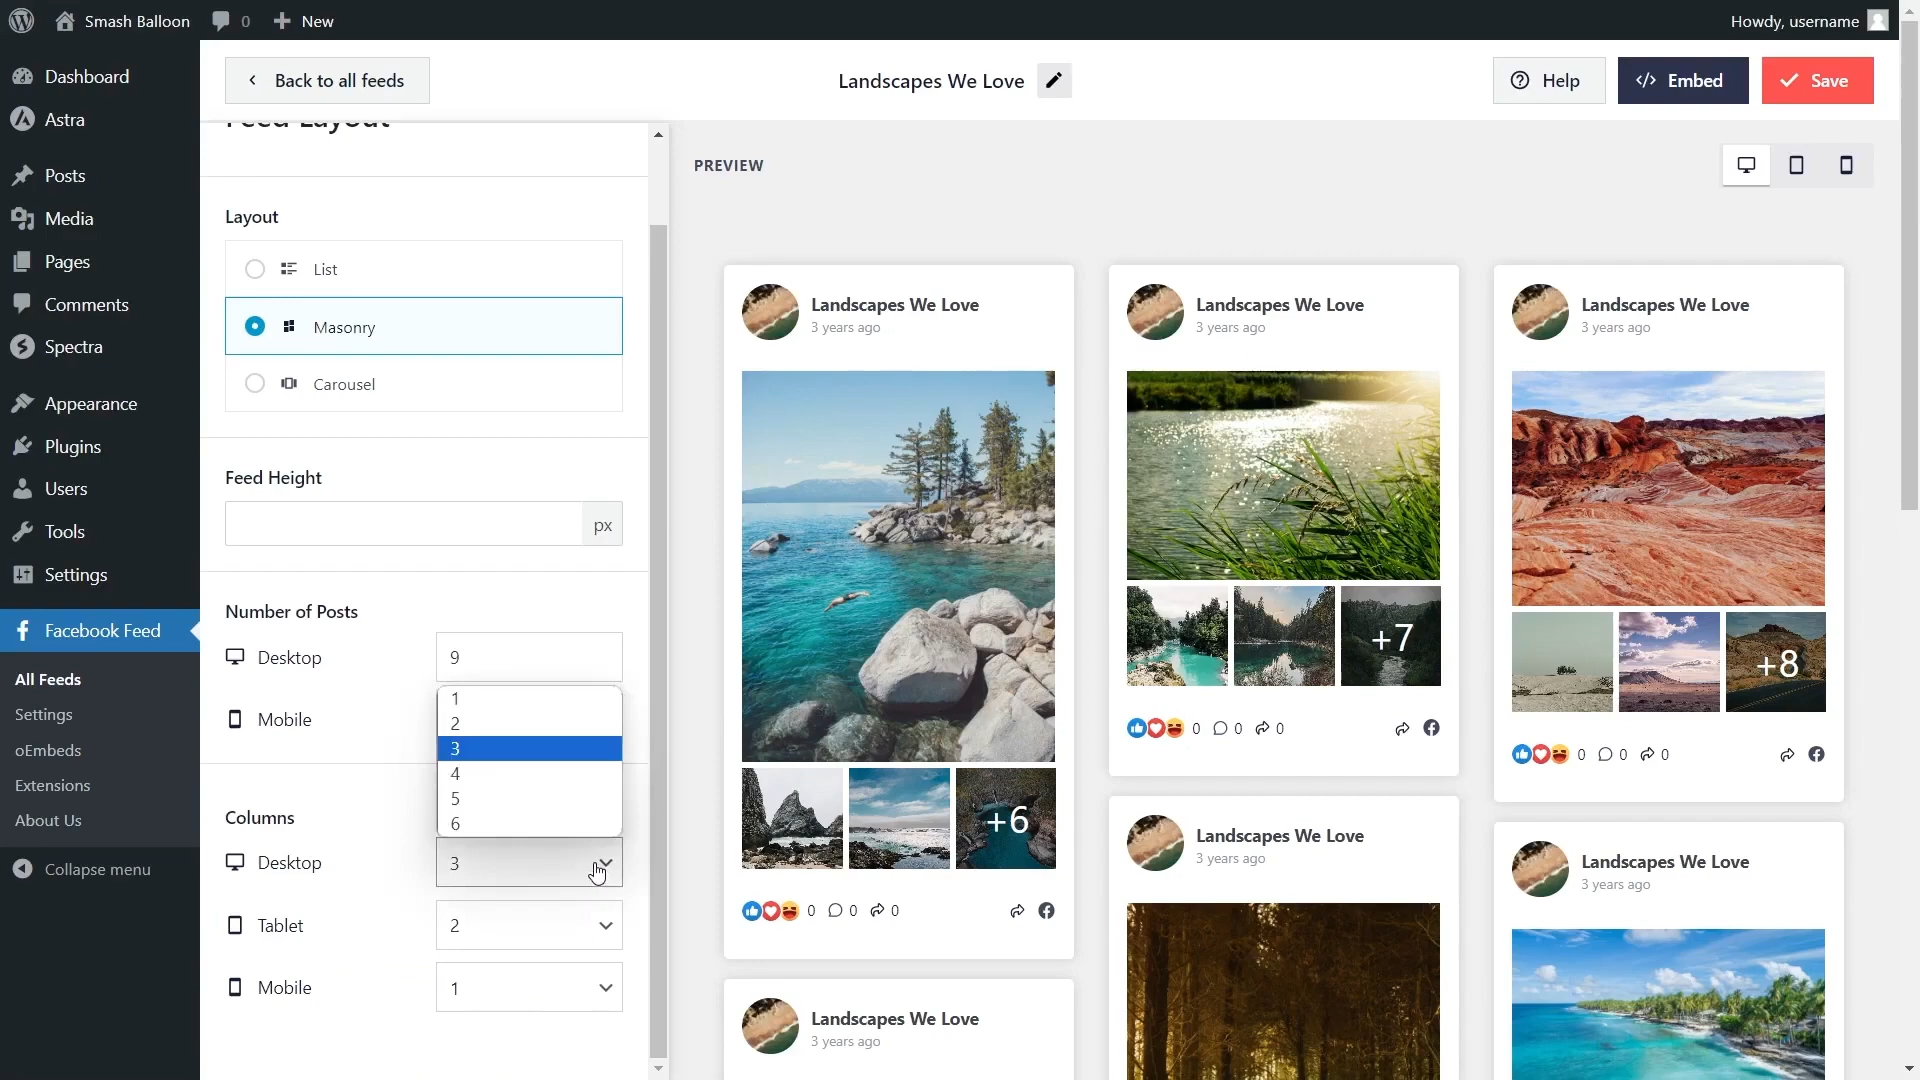 Smash Balloon
0
New
Howdy, username
Dashboard
Astra
Posts
Media
Pages
Comments
Spectra
Appearance
Plugins
Users
Tools
Settings
Facebook Feed
All Feeds
Settings
oEmbeds
Extensions
About Us
Collapse menu
Back to all feeds
Landscapes We Love
Help
</> Embed
Save
Feed Layout
Layout
List
Masonry
Carousel
Feed Height
px
Number of Posts
Desktop
9
Mobile
1
2
3
4
5
6
Columns
Desktop
3
Tablet
2
Mobile
1
PREVIEW
Landscapes We Love
3 years ago
+6
0 0 0
Landscapes We Love
3 years ago
Landscapes We Love
3 years ago
+7
0 0 0
Landscapes We Love
3 years ago
Landscapes We Love
3 years ago
+8
0 0 0
Landscapes We Love
3 years ago